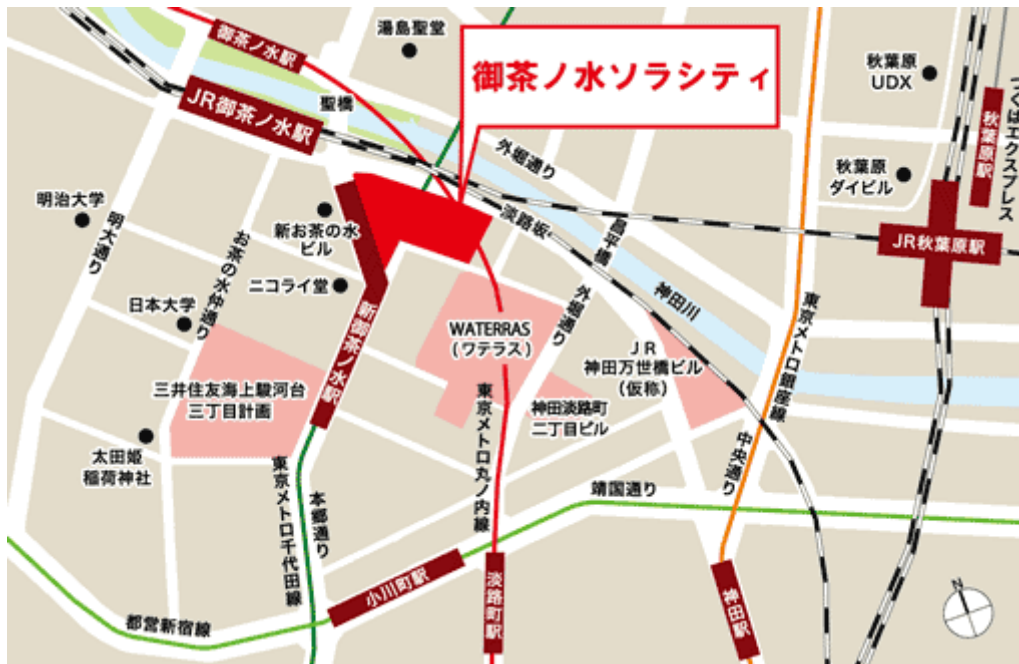 御茶ノ水駅
湯島聖堂
御茶ノ水ソラシティ
秋葉原
UDX
秋葉原駅
つくばエクスプレス
JR御茶ノ水駅
聖橋
外堀通り
秋葉原
ダイビル
明治大学
明大通り
新お茶の水
ビル
淡路坂
昌平橋
JR秋葉原駅
お茶の水仲通り
ニコライ堂
日本大学
新御茶ノ水駅
WATERRAS
(ワテラス)
外堀通り
神田川
東京メトロ銀座線
JR
神田万世橋ビル
(仮称)
三井住友海上駿河台
三丁目計画
東京メトロ丸ノ内線
神田淡路町
二丁目ビル
中央通り
太田姫
稲荷神社
東京メトロ千代田線
本郷通り
靖国通り
小川町駅
淡路町駅
神田駅
都営新宿線
N